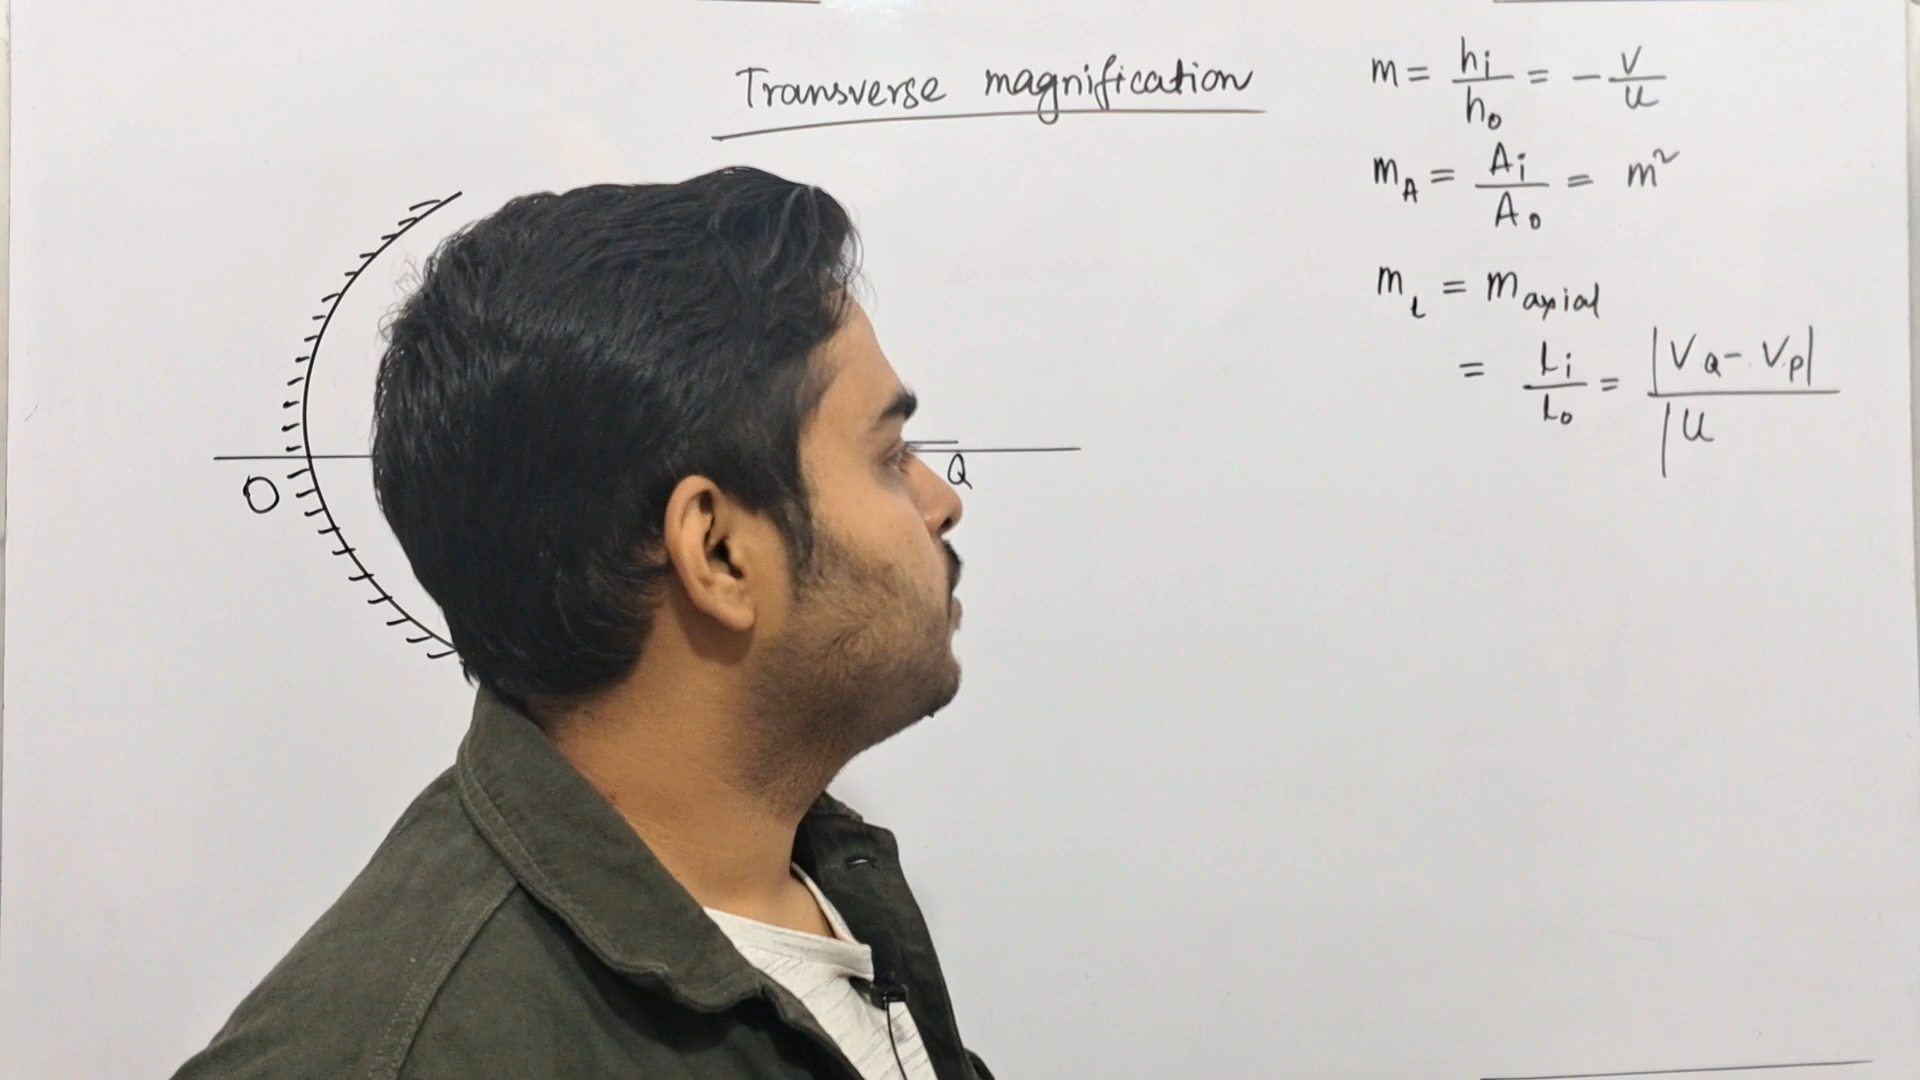 Transverse magnification
m = hi/ho = - v/u
mA = Ai/Ao = m²
mL = maxial
= Li/Lo = |VQ - VP|/|U
O
Q